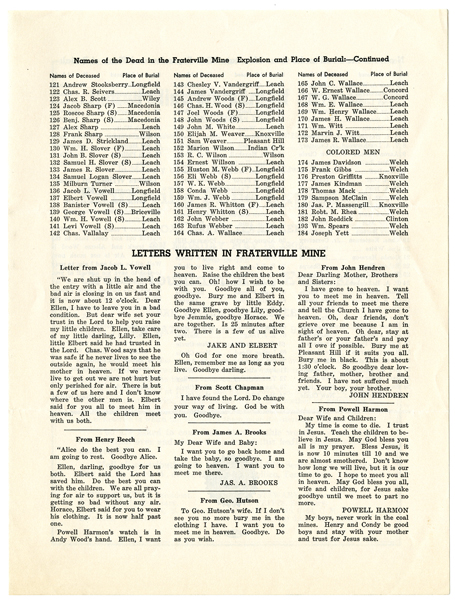 Names of the Dead in the Fraterville Mine Explosion and Place of Burial:—Continued
Names of Deceased Place of Burial
121 Andrew Stooksberry Longfield
122 Chas. R. Seivers Leach
123 Alex B. Scott Wiley
124 Jacob Sharp (F) Macedonia
125 Roscoe Sharp (S) Macedonia
126 Benj. Sharp (S) Macedonia
127 Alex Sharp Leach
128 Frank Sharp Wilson
129 James D. Strickland Leach
130 Wm. H. Slover (F) Leach
131 John B. Slover (S) Leach
132 Samuel H. Slover (S) Leach
133 James R. Slover Leach
134 Samuel Logan Slover Leach
135 Milburn Turner Wilson
136 Jacob L. Vowell Longfield
137 Elbert Vowell Longfield
138 Banister Vowell (S) Leach
139 George Vowell (S) Briceville
140 Wm. H. Vowell (S) Leach
141 Levi Vowell (S) Leach
142 Chas. Vallalay Leach
Names of Deceased Place of Burial
143 Chesley V. Vandergriff Leach
144 James Vandergriff Longfield
145 Andrew Woods (F) Longfield
146 Chas. H. Wood (S) Longfield
147 Joel Woods (F) Longfield
148 John Woods (S) Longfield
149 John M. White Leach
150 Elijah M. Weaver Knoxville
151 Sam Weaver Pleasant Hill
152 Marion Wilson Indian Cr'k
153 R. C. Wilson Wilson
154 Ernest Willson Leach
155 Huston M. Webb (F) Longfield
156 Eli Webb (S) Longfield
157 W. K. Webb Longfield
158 Conda Webb Longfield
159 Wm. J. Webb Longfield
160 James R. Whitton (F) Leach
161 Henry Whitton (S) Leach
162 John Webber Leach
163 Rufus Webber Leach
164 Chas. A. Wallace Leach
Names of Deceased Place of Burial
165 John C. Wallace Leach
166 W. Ernest Wallace Concord
167 W. G. Wallace Concord
168 Wm. E. Wallace Leach
169 Wm. Henry Wallace Leach
170 James H. Wallace Leach
171 Wm. Witt Leach
172 Marvin J. Witt Leach
173 James R. Wallace Leach
COLORED MEN
174 James Davidson Welch
175 Frank Gibbs Welch
176 Preston Griffitts Knoxville
177 James Kindman Welch
178 Thomas Mack Welch
179 Sampson McClain Welch
180 Jas. P. Massengill Knoxville
181 Robt. M. Rhea Welch
182 John Reddick Clinton
193 Wm. Spears Welch
184 Joseph Yett Welch
LETTERS WRITTEN IN FRATERVILLE MINE
Letter from Jacob L. Vowell
"We are shut up in the head of
the entry with a little air and the
bad air is closing in on us fast and
it is now about 12 o'clock. Dear
Ellen, I have to leave you in a bad
condition. But dear wife set your
trust in the Lord to help you raise
my little children. Ellen, take care
of my little darling, Lilly. Ellen,
little Elbert said he had trusted in
the Lord. Chas. Wood says that he
was safe if he never lives to see the
outside again, he would meet his
mother in heaven. If we never
live to get out we are not hurt but
only perished for air. There is but
a few of us here and I don't know
where the other men is. Elbert
said for you all to meet him in
heaven. All the children meet
with us both.
From Henry Beech
"Alice do the best you can. I
am going to rest. Goodbye Alice.
Ellen, darling, goodbye for us
both. Elbert said the Lord has
saved him. Do the best you can
with the children. We are all pray-
ing for air to support us, but it is
getting so bad without any air.
Horace, Elbert said for you to wear
his clothing. It is now half past
one.
Powell Harmon's watch is in
Andy Wood's hand. Ellen, I want
you to live right and come to
heaven. Raise the children the best
you can. Oh! how I wish to be
with you. Goodbye all of you,
goodbye. Bury me and Elbert in
the same grave by little Eddy.
Goodbye Ellen, goodbye Lily, good-
bye Jemmie, goodbye Horace. We
are together. Is 25 minutes after
two. There is a few of us alive
yet.
JAKE AND ELBERT
Oh God for one more breath.
Ellen, remember me as long as you
live. Goodbye darling.
From Scott Chapman
I have found the Lord. Do change
your way of living. God be with
you. Goodbye.
From James A. Brooks
My Dear Wife and Baby:
I want you to go back home and
take the baby, so goodbye. I am
going to heaven. I want you to
meet me there.
JAS. A. BROOKS
From Geo. Hutson
To Geo. Hutson's wife. If I don't
see you no more bury me in the
clothing I have. I want you to
meet me in heaven. Goodbye. Do
as you wish.
From John Hendren
Dear Darling Mother, Brothers
and Sisters:
I have gone to heaven. I want
you to meet me in heaven. Tell
all your friends to meet me there
and tell the Church I have gone to
heaven. Oh, dear friends, don't
grieve over me because I am in
sight of heaven. Oh dear, stay at
father's or your father's and pay
all I owe if possible. Bury me at
Pleasant Hill if it suits you all.
Bury me in black. This is about
1:30 o'clock. So goodbye dear lov-
ing father, mother, brother and
friends. I have not suffered much
yet. Your boy, your brother.
JOHN HENDREN
From Powell Harmon
Dear Wife and Children:
My time is come to die. I trust
in Jesus. Teach the children to be-
lieve in Jesus. May God bless you
all is my prayer. Bless Jesus, it
is now 10 minutes till 10 and we
are almost smothered. Don't know
how long we will live, but it is our
time to go. I hope to meet you all
in heaven. May God bless you all,
wife and children, for Jesus sake
goodbye until we meet to part no
more.
POWELL HARMON
My boys, never work in the coal
mines. Henry and Condy be good
boys and stay with your mother
and trust for Jesus sake.